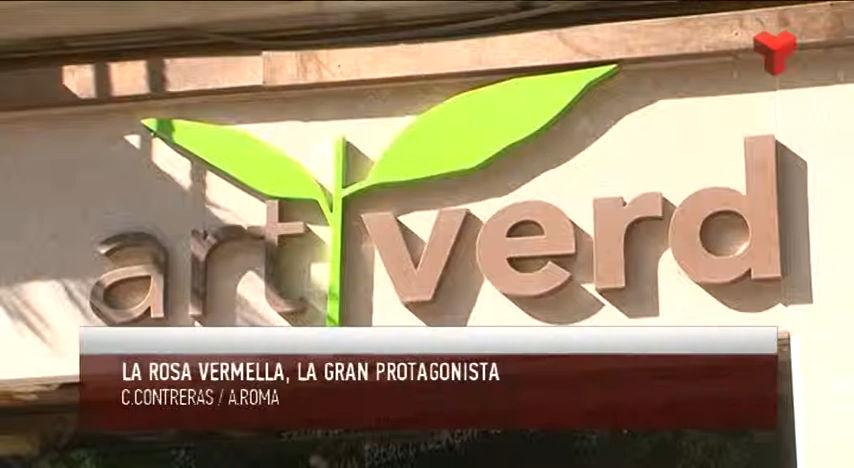 art verd
LA ROSA VERMELLA, LA GRAN PROTAGONISTA
C.CONTRERAS / A.ROMA